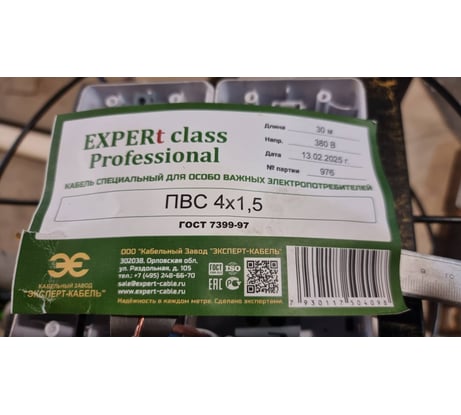 EXPERt class
Professional
Длина 30 м
Напр. 380 В
Дата 13.02.2025 г.
№ партии 976
КАБЕЛЬ СПЕЦИАЛЬНЫЙ ДЛЯ ОСОБО ВАЖНЫХ ЭЛЕКТРОПОТРЕБИТЕЛЕЙ
ПВС 4х1,5
ГОСТ 7399-97
КАБЕЛЬНЫЙ ЗАВОД
"ЭКСПЕРТ-КАБЕЛЬ"
ООО "Кабельный Завод "ЭКСПЕРТ-КАБЕЛЬ"
302038, Орловская обл.
ул. Раздольная, д. 105
тел. +7 (495) 248-66-70
sale@expert-cable.ru
www.expert-cable.ru
Надёжность в каждом метре. Сделано экспертами.
ISO
EAC
7930117504098